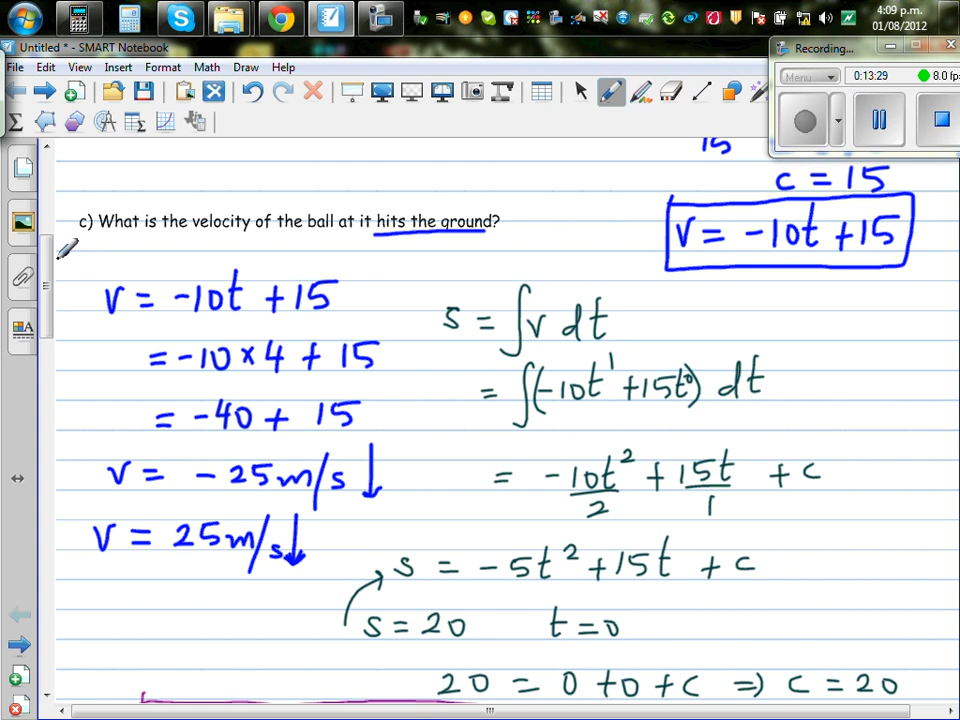 4:09 p.m.
01/08/2012
Untitled * - SMART Notebook
File Edit View Insert Format Math Draw Help
Recording...
Menu
0:13:29
8.0 fp
15
c = 15
c) What is the velocity of the ball at it hits the ground?
v = -10t +15
v = -10t +15
= -10 × 4 + 15
= -40 + 15
v = - 25m/s ↓
v = 25m/s ↓
s = ∫v dt
= ∫(-10t¹ +15t⁰) dt
= -10t²/2 + 15t/1 + c
s = -5t² +15t + c
s = 20 t = 0
20 = 0 + 0 + c ⇒ c = 20